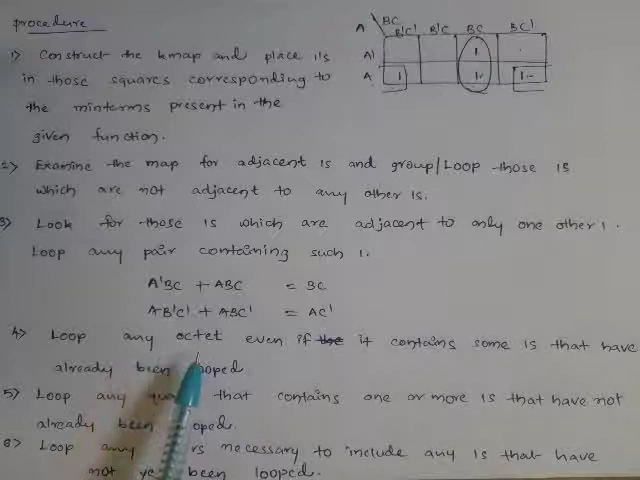 procedure
A BC B'C' B'C BC BC'
1) Construct the kmap and place 1s
A' 1
in those squares corresponding to
A 1 1 1
the minterms present in the
given function.
2) Examine the map for adjacent 1s and group/Loop those 1s
which are not adjacent to any other 1s.
3) Look for those 1s which are adjacent to only one other 1.
Loop any pair containing such 1.
A'BC + ABC = BC
AB'C' + ABC' = AC'
4) Loop any octet even if it contains some 1s that have
already been looped
5) Loop any that contains one or more 1s that have not
already been
6) Loop any necessary to include any 1s that have
not been looped.